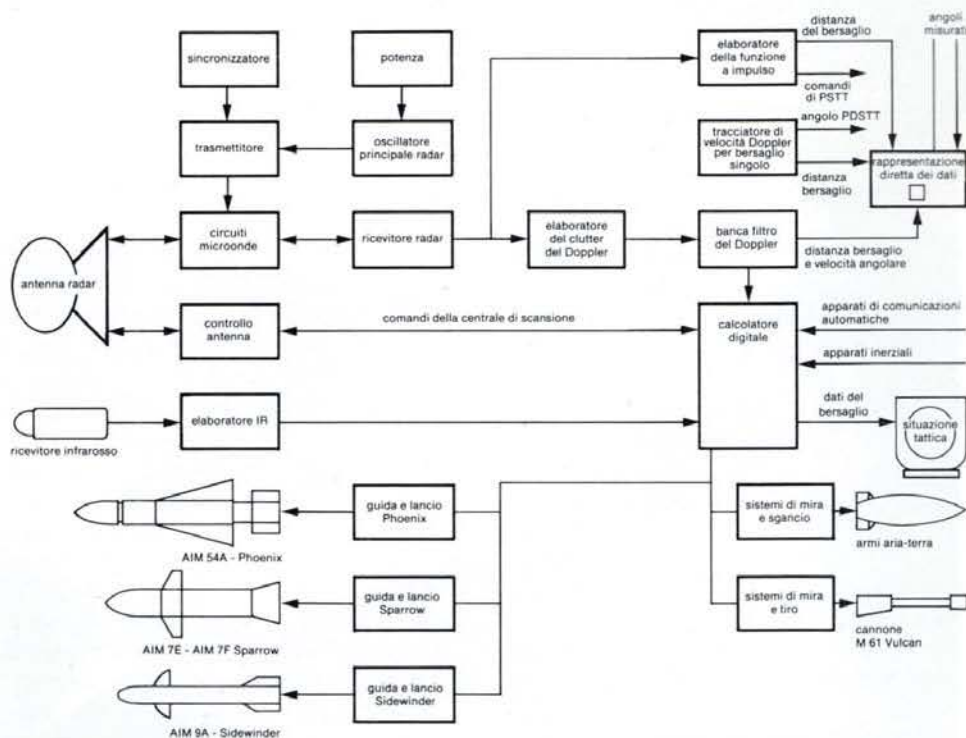 sincronizzatore
potenza
elaboratore
della funzione
a impulso
distanza
del bersaglio
angoli
misurati
comandi
di PSTT
trasmettitore
oscillatore
principale radar
tracciatore di
velocità Doppler
per bersaglio
singolo
angolo PDSTT
distanza
bersaglio
rappresentazione
diretta dei dati
antenna radar
circuiti
microonde
ricevitore radar
elaboratore
del clutter
del Doppler
banca filtro
del Doppler
distanza bersaglio
e velocità angolare
controllo
antenna
comandi della centrale di scansione
calcolatore
digitale
apparati di comunicazioni
automatiche
apparati inerziali
ricevitore infrarosso
elaboratore IR
dati del
bersaglio
situazione
tattica
AIM 54A - Phoenix
guida e lancio
Phoenix
sistemi di mira
e sgancio
armi aria-terra
AIM 7E - AIM 7F Sparrow
guida e lancio
Sparrow
sistemi di mira
e tiro
cannone
M 61 Vulcan
AIM 9A - Sidewinder
guida e lancio
Sidewinder